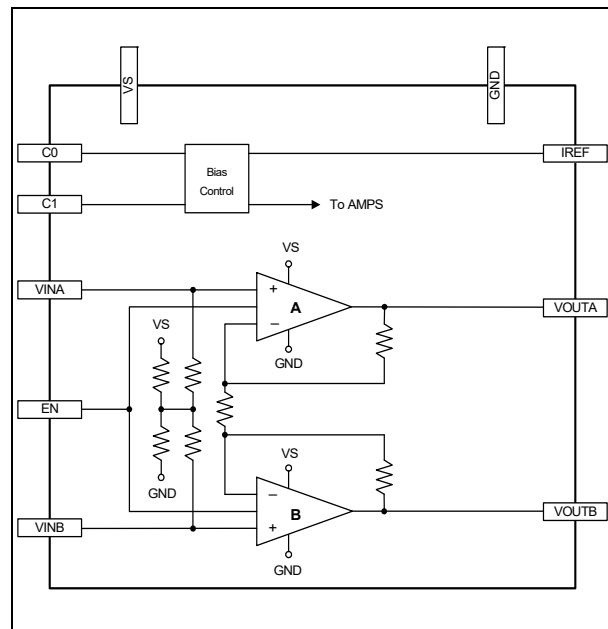 VS
GND
C0
Bias
Control
IREF
C1
To AMPS
VS
VINA
+
A
VOUTA
–
VS
GND
EN
VS
–
GND
B
VOUTB
VINB
+
GND